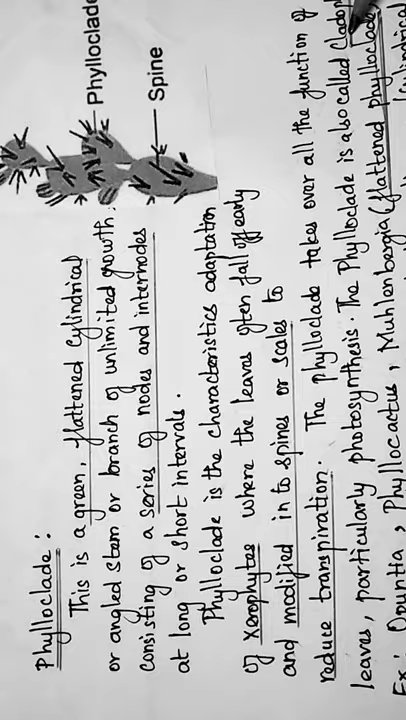 Phylloclade
Spine
Phylloclade :
This is a green, flattened Cylindrical
or angled stem or branch of unlimited growth.
Consisting of a series of nodes and internodes
at long or short intervals.
Phylloclade is the characteristics adaptation
of Xerophytes where the leaves often fall off early
and modified in to spines or scales to
reduce transpiration. The phylloclade takes over all the function of
leaves, particularly photosynthesis. The Phylloclade is also called
Ex: Opuntia, Phyllocactus, Muhlenbergia (flattened phylloclade,